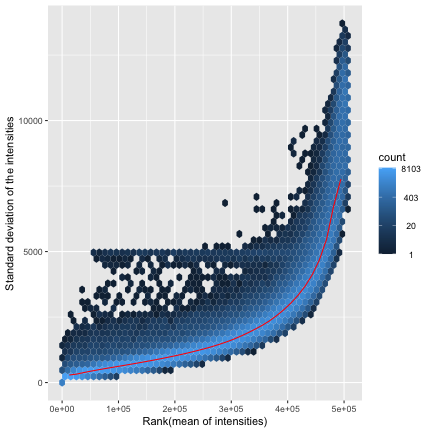 Standard deviation of the intensities
10000
5000
0
0e+00 1e+05 2e+05 3e+05 4e+05 5e+05
Rank(mean of intensities)
count
8103
403
20
1